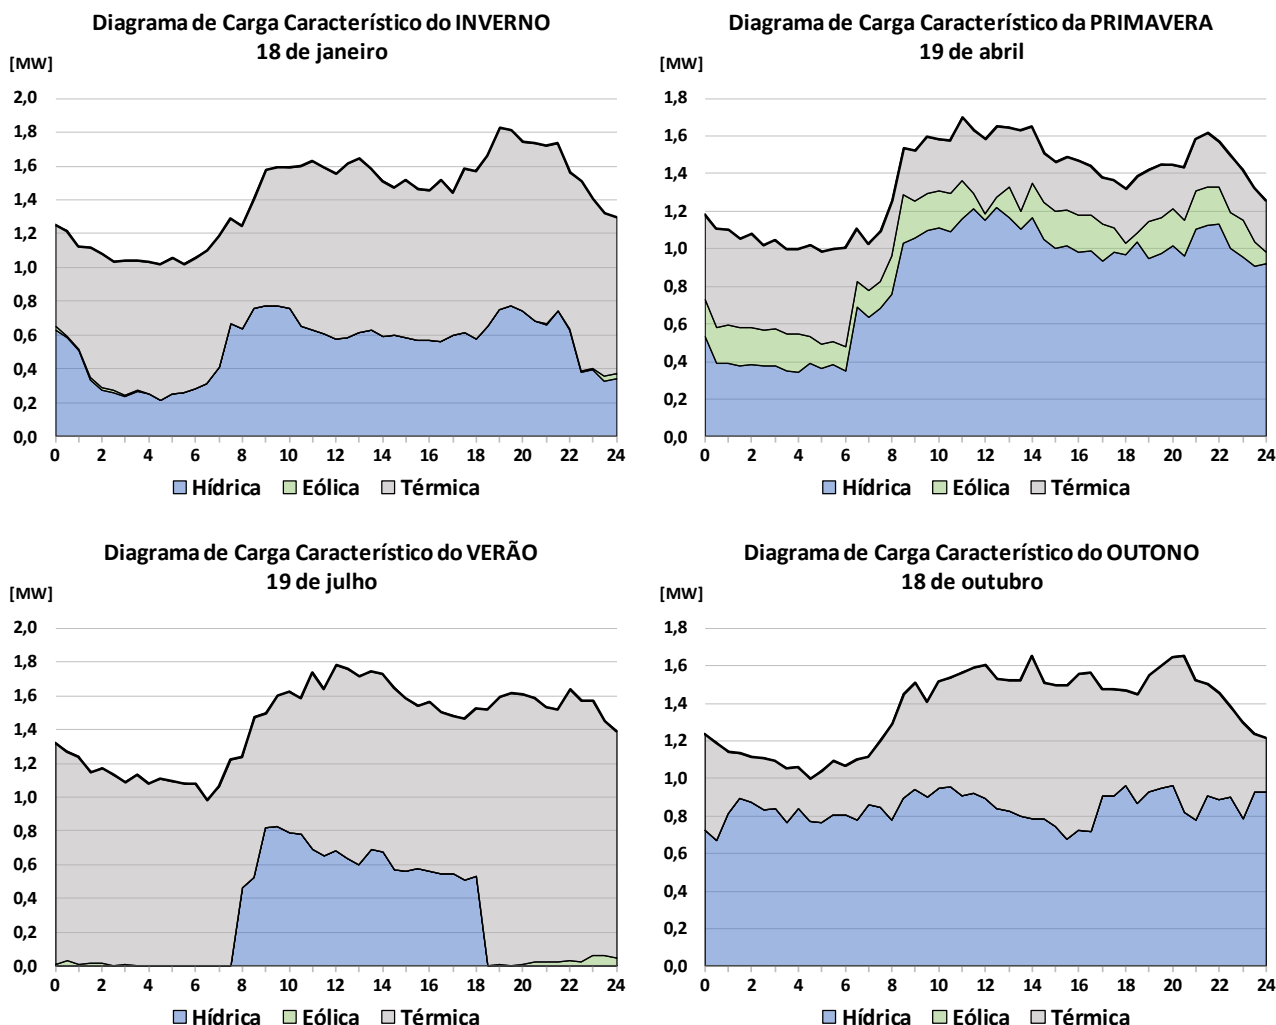 Diagrama de Carga Característico do INVERNO
18 de janeiro
[MW]
2,0
1,8
1,6
1,4
1,2
1,0
0,8
0,6
0,4
0,2
0,0
0 2 4 6 8 10 12 14 16 18 20 22 24
Hídrica Eólica Térmica
Diagrama de Carga Característico da PRIMAVERA
19 de abril
[MW]
1,8
1,6
1,4
1,2
1,0
0,8
0,6
0,4
0,2
0,0
0 2 4 6 8 10 12 14 16 18 20 22 24
Hídrica Eólica Térmica
Diagrama de Carga Característico do VERÃO
19 de julho
[MW]
2,0
1,8
1,6
1,4
1,2
1,0
0,8
0,6
0,4
0,2
0,0
0 2 4 6 8 10 12 14 16 18 20 22 24
Hídrica Eólica Térmica
Diagrama de Carga Característico do OUTONO
18 de outubro
[MW]
1,8
1,6
1,4
1,2
1,0
0,8
0,6
0,4
0,2
0,0
0 2 4 6 8 10 12 14 16 18 20 22 24
Hídrica Eólica Térmica